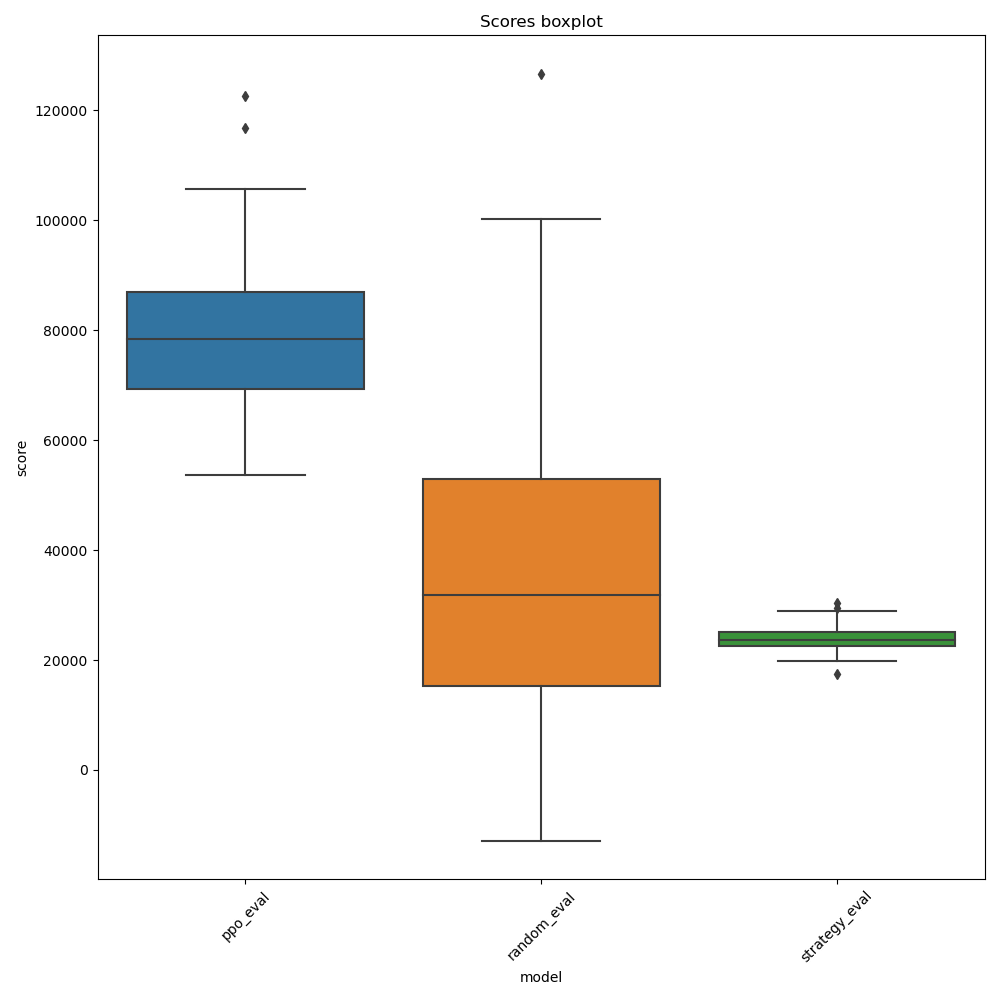 Scores boxplot
120000
100000
80000
60000
40000
20000
0
score
ppo_eval
random_eval
strategy_eval
model